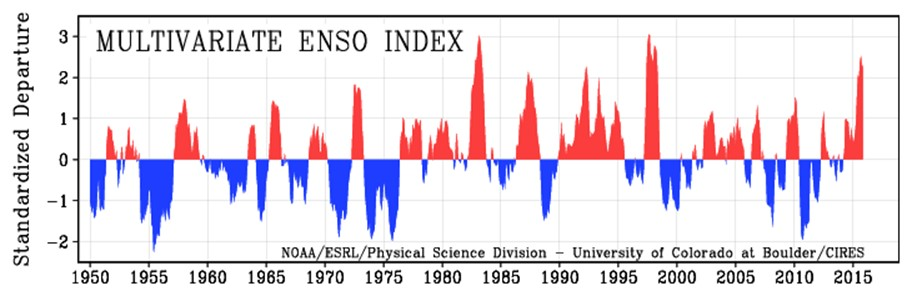 MULTIVARIATE ENSO INDEX
Standardized Departure
3
2
1
0
−1
−2
NOAA/ESRL/Physical Science Division − University of Colorado at Boulder/CIRES
1950 1955 1960 1965 1970 1975 1980 1985 1990 1995 2000 2005 2010 2015